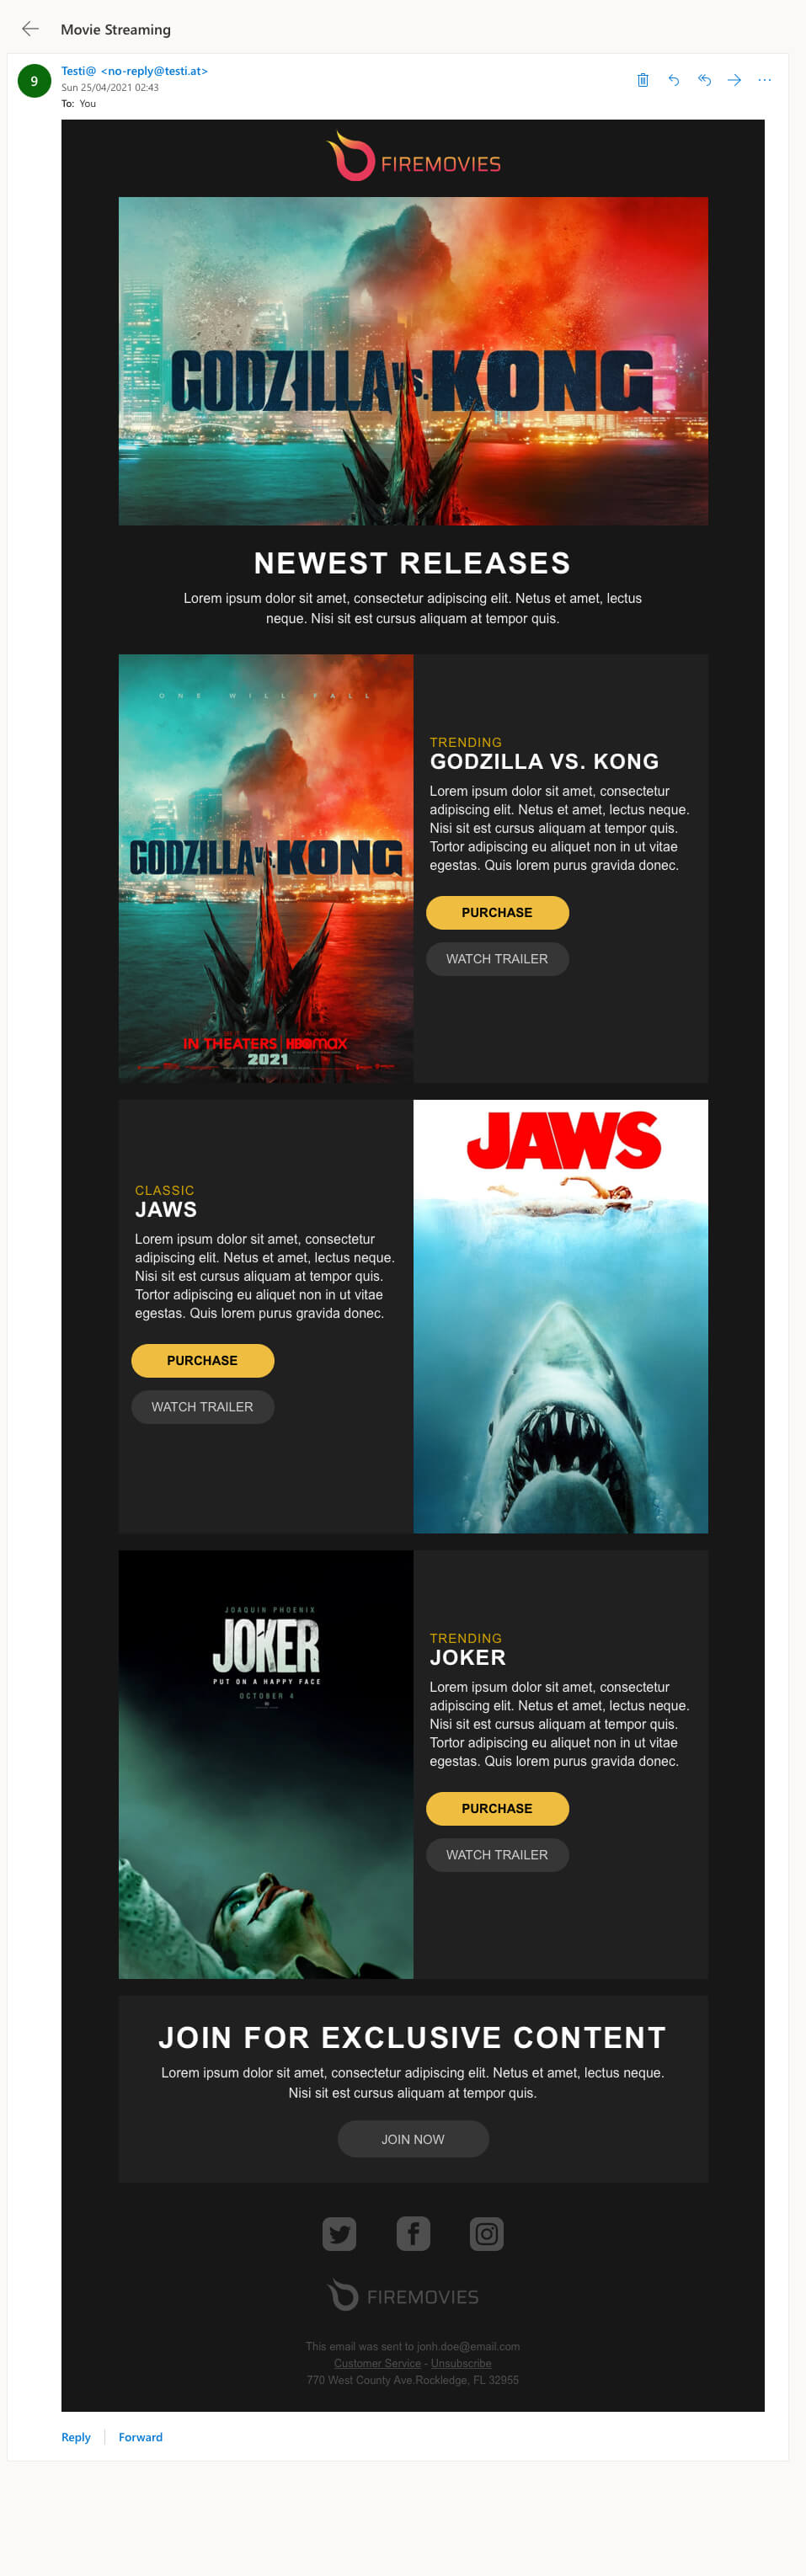 Movie Streaming
9
Testi@ <no-reply@testi.at>
Sun 25/04/2021 02:43
To: You
FIREMOVIES
GODZILLA VS. KONG
NEWEST RELEASES
Lorem ipsum dolor sit amet, consectetur adipiscing elit. Netus et amet, lectus
neque. Nisi sit est cursus aliquam at tempor quis.
ONE WILL FALL
GODZILLA VS. KONG
IN THEATERS HBOMAX
2021
TRENDING
GODZILLA VS. KONG
Lorem ipsum dolor sit amet, consectetur
adipiscing elit. Netus et amet, lectus neque.
Nisi sit est cursus aliquam at tempor quis.
Tortor adipiscing eu aliquet non in ut vitae
egestas. Quis lorem purus gravida donec.
PURCHASE
WATCH TRAILER
CLASSIC
JAWS
Lorem ipsum dolor sit amet, consectetur
adipiscing elit. Netus et amet, lectus neque.
Nisi sit est cursus aliquam at tempor quis.
Tortor adipiscing eu aliquet non in ut vitae
egestas. Quis lorem purus gravida donec.
PURCHASE
WATCH TRAILER
JAWS
JOAQUIN PHOENIX
JOKER
PUT ON A HAPPY FACE
OCTOBER 4
TRENDING
JOKER
Lorem ipsum dolor sit amet, consectetur
adipiscing elit. Netus et amet, lectus neque.
Nisi sit est cursus aliquam at tempor quis.
Tortor adipiscing eu aliquet non in ut vitae
egestas. Quis lorem purus gravida donec.
PURCHASE
WATCH TRAILER
JOIN FOR EXCLUSIVE CONTENT
Lorem ipsum dolor sit amet, consectetur adipiscing elit. Netus et amet, lectus neque.
Nisi sit est cursus aliquam at tempor quis.
JOIN NOW
FIREMOVIES
This email was sent to jonh.doe@email.com
Customer Service - Unsubscribe
770 West County Ave.Rockledge, FL 32955
Reply
Forward